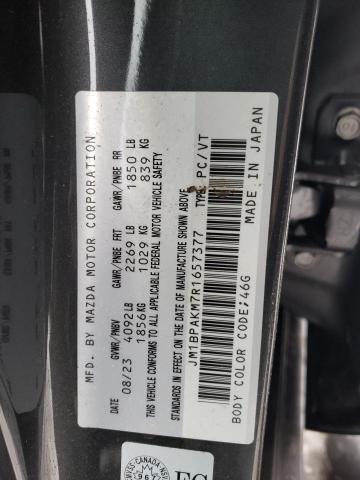 MFD. BY MAZDA MOTOR CORPORATION
DATE GVWR/PNBV GAWR/PNBE FRT GAWR/PNBE RR
08/23 4092LB 2269 LB 1850 LB
1856KG 1029 KG 839 KG
THIS VEHICLE CONFORMS TO ALL APPLICABLE FEDERAL MOTOR VEHICLE SAFETY
STANDARDS IN EFFECT ON THE DATE OF MANUFACTURE SHOWN ABOVE.
JM1BPAKM7R1657377 TYPE: PC/VT
BODY COLOR CODE:46G MADE IN JAPAN
CANADA